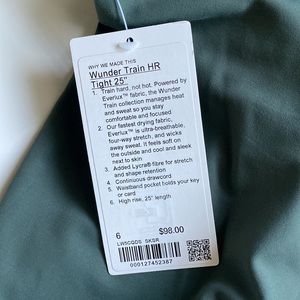 WHY WE MADE THIS
Wunder Train HR
Tight 25"
1. Train hard, not hot. Powered by
Everlux™ fabric, the Wunder
Train collection manages heat
and sweat so you stay
comfortable and focused
2. Our fastest drying fabric,
Everlux™ is ultra-breathable,
four-way stretch, and wicks
away sweat. It feels soft on
the outside and cool and sleek
next to skin
3. Added Lycra® fibre for stretch
and shape retention
4. Continuous drawcord
5. Waistband pocket holds your key
or card
6. High rise, 25" length
6 $98.00
000127452387